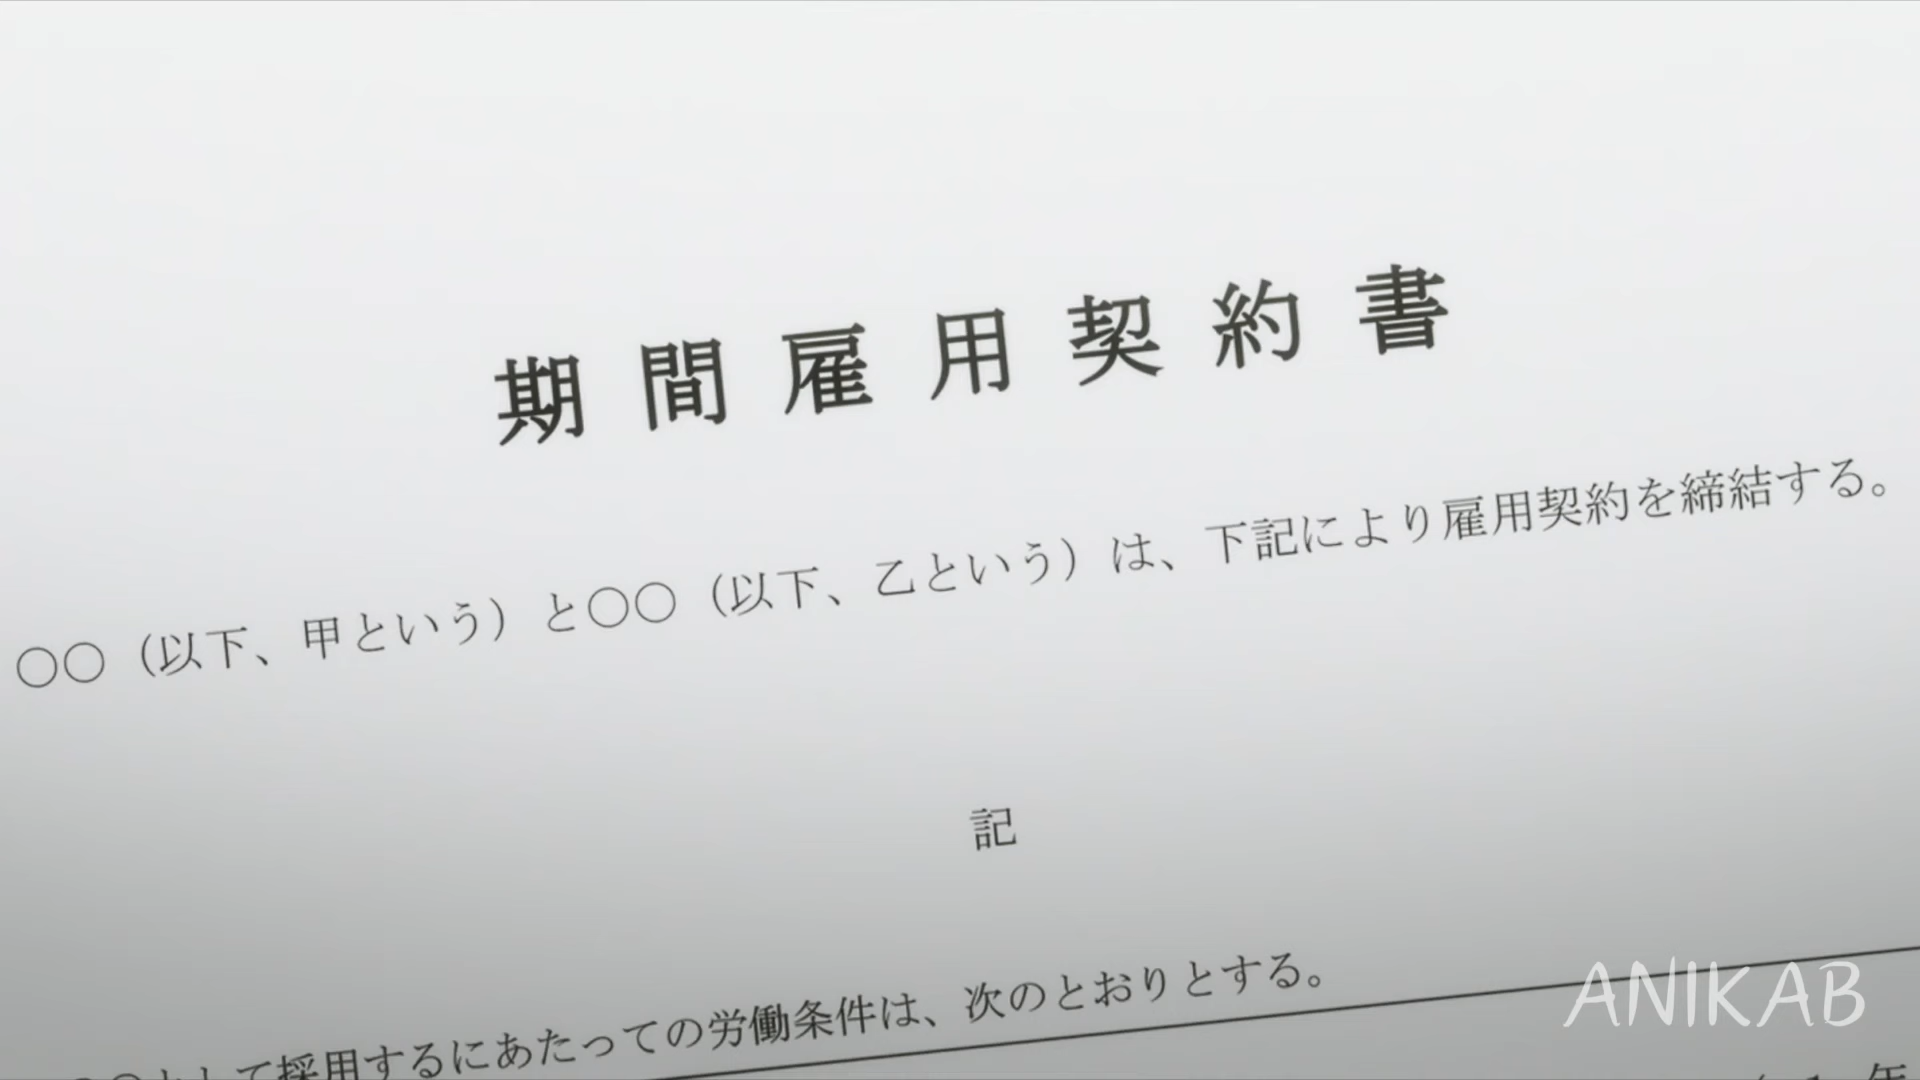 期間雇用契約書
○○（以下、甲という）と○○（以下、乙という）は、下記により雇用契約を締結する。
記
として採用するにあたっての労働条件は、次のとおりとする。
年
ANIKAB